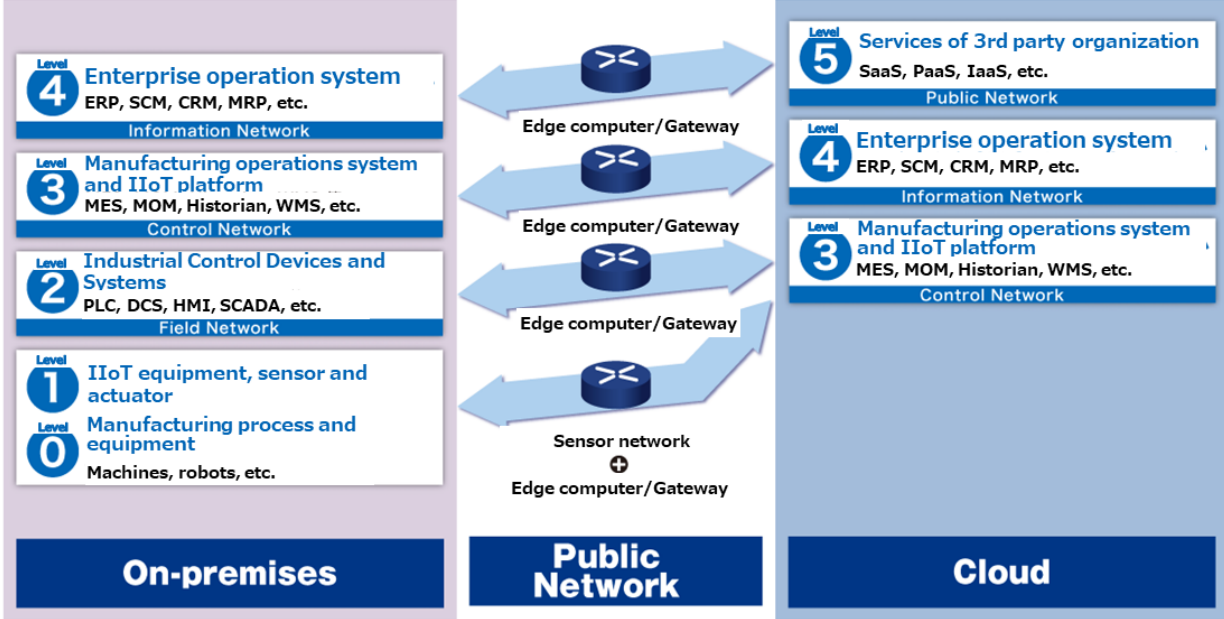 Level
4
Enterprise operation system
ERP, SCM, CRM, MRP, etc.
Information Network
Level
3
Manufacturing operations system
and IIoT platform
MES, MOM, Historian, WMS, etc.
Control Network
Level
2
Industrial Control Devices and
Systems
PLC, DCS, HMI, SCADA, etc.
Field Network
Level
1
IIoT equipment, sensor and
actuator
Level
0
Manufacturing process and
equipment
Machines, robots, etc.
On-premises
Edge computer/Gateway
Edge computer/Gateway
Edge computer/Gateway
Sensor network
+
Edge computer/Gateway
Public
Network
Level
5
Services of 3rd party organization
SaaS, PaaS, IaaS, etc.
Public Network
Level
4
Enterprise operation system
ERP, SCM, CRM, MRP, etc.
Information Network
Level
3
Manufacturing operations system
and IIoT platform
MES, MOM, Historian, WMS, etc.
Control Network
Cloud